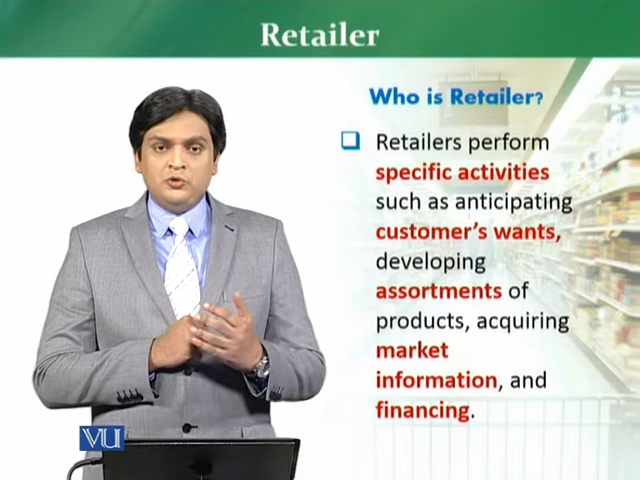 Retailer
Who is Retailer?
Retailers perform
specific activities
such as anticipating
customer's wants,
developing
assortments of
products, acquiring
market
information, and
financing.
VU